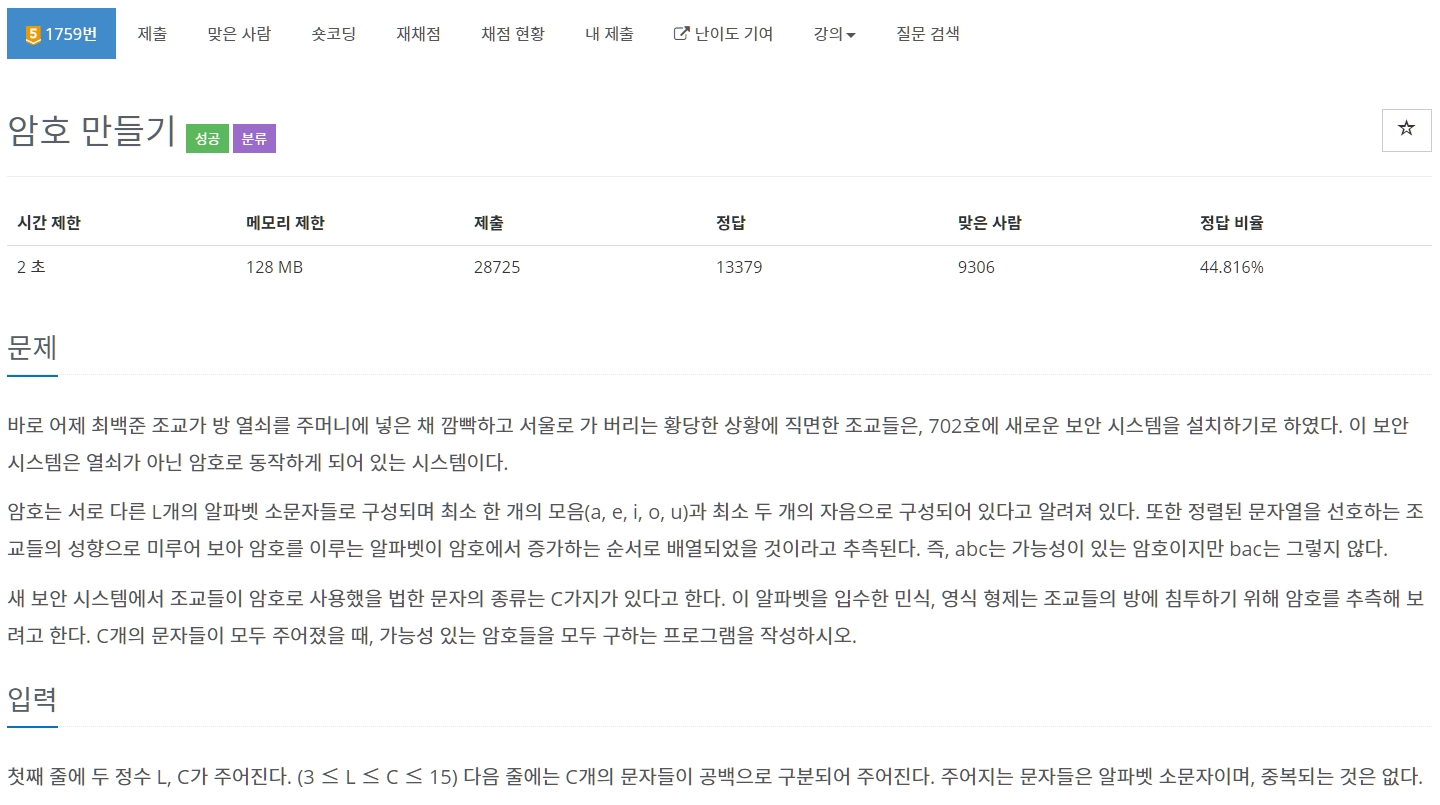 5 1759번 제출 맞은 사람 숏코딩 재채점 채점 현황 내 제출 난이도 기여 강의 질문 검색
암호 만들기 성공 분류
시간 제한 메모리 제한 제출 정답 맞은 사람 정답 비율
2 초 128 MB 28725 13379 9306 44.816%
문제
바로 어제 최백준 조교가 방 열쇠를 주머니에 넣은 채 깜빡하고 서울로 가 버리는 황당한 상황에 직면한 조교들은, 702호에 새로운 보안 시스템을 설치하기로 하였다. 이 보안
시스템은 열쇠가 아닌 암호로 동작하게 되어 있는 시스템이다.
암호는 서로 다른 L개의 알파벳 소문자들로 구성되며 최소 한 개의 모음(a, e, i, o, u)과 최소 두 개의 자음으로 구성되어 있다고 알려져 있다. 또한 정렬된 문자열을 선호하는 조
교들의 성향으로 미루어 보아 암호를 이루는 알파벳이 암호에서 증가하는 순서로 배열되었을 것이라고 추측된다. 즉, abc는 가능성이 있는 암호이지만 bac는 그렇지 않다.
새 보안 시스템에서 조교들이 암호로 사용했을 법한 문자의 종류는 C가지가 있다고 한다. 이 알파벳을 입수한 민식, 영식 형제는 조교들의 방에 침투하기 위해 암호를 추측해 보
려고 한다. C개의 문자들이 모두 주어졌을 때, 가능성 있는 암호들을 모두 구하는 프로그램을 작성하시오.
입력
첫째 줄에 두 정수 L, C가 주어진다. (3 ≤ L ≤ C ≤ 15) 다음 줄에는 C개의 문자들이 공백으로 구분되어 주어진다. 주어지는 문자들은 알파벳 소문자이며, 중복되는 것은 없다.